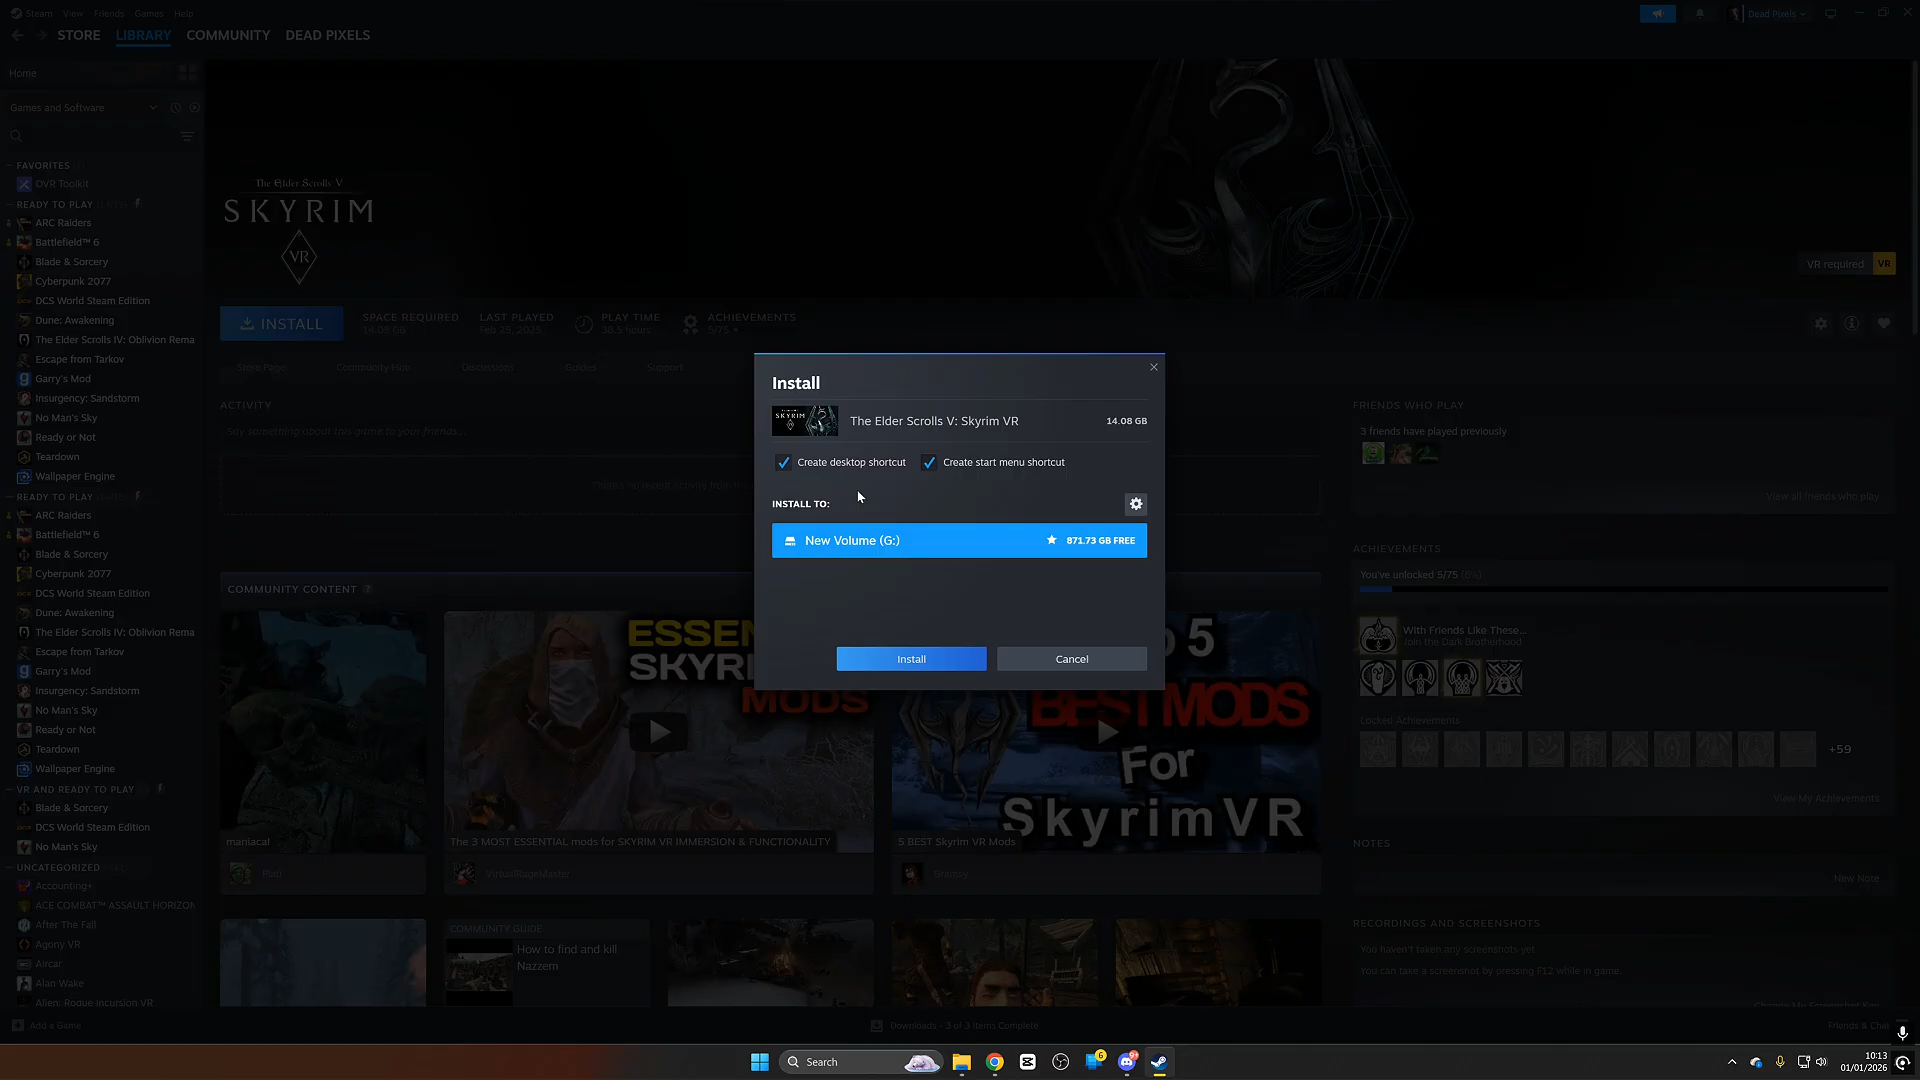 Steam View Friends Games Help
Dead Pixels
STORE LIBRARY COMMUNITY DEAD PIXELS
Home
Games and Software
FAVORITES
OVR Toolkit
READY TO PLAY
ARC Raiders
Battlefield™ 6
Blade & Sorcery
Cyberpunk 2077
DCS World Steam Edition
Dune: Awakening
The Elder Scrolls IV: Oblivion Rema
Escape from Tarkov
Garry's Mod
Insurgency: Sandstorm
No Man's Sky
Ready or Not
Teardown
Wallpaper Engine
READY TO PLAY
ARC Raiders
Battlefield™ 6
Blade & Sorcery
Cyberpunk 2077
DCS World Steam Edition
Dune: Awakening
The Elder Scrolls IV: Oblivion Rema
Escape from Tarkov
Garry's Mod
Insurgency: Sandstorm
No Man's Sky
Ready or Not
Teardown
Wallpaper Engine
VR AND READY TO PLAY
Blade & Sorcery
DCS World Steam Edition
No Man's Sky
UNCATEGORIZED
Accounting+
ACE COMBAT™ ASSAULT HORIZON
After The Fall
Agony VR
Aircar
Alan Wake
Alien: Rogue Incursion VR
Add a Game
The Elder Scrolls V
SKYRIM
VR
VR required VR
INSTALL
SPACE REQUIRED
14.08 GB
LAST PLAYED
Feb 25, 2025
PLAY TIME
38.5 hours
ACHIEVEMENTS
5/75
Store Page Community Hub Discussions Guides Support
ACTIVITY
Say something about this game to your friends...
Install
The Elder Scrolls V: Skyrim VR 14.08 GB
Create desktop shortcut Create start menu shortcut
INSTALL TO:
New Volume (G:) 871.73 GB FREE
Install Cancel
COMMUNITY CONTENT
maniacal
ESSEN
SKYRI
MODS
The 3 MOST ESSENTIAL mods for SKYRIM VR IMMERSION & FUNCTIONALITY
VirtualRageMaster
5
BEST MODS
For
SkyrimVR
5 BEST Skyrim VR Mods
Gramsy
COMMUNITY GUIDE
How to find and kill
Nazzem
FRIENDS WHO PLAY
3 friends have played previously
View all friends who play
ACHIEVEMENTS
You've unlocked 5/75 (6%)
With Friends Like These...
Join the Dark Brotherhood
Locked Achievements
+59
View My Achievements
NOTES
New Note
RECORDINGS AND SCREENSHOTS
You haven't taken any screenshots yet
You can take a screenshot by pressing F12 while in game.
Change My Screenshot Key
Downloads - 3 of 3 Items Complete
Friends & Chat
Search
6
9+
10:13
01/01/2026